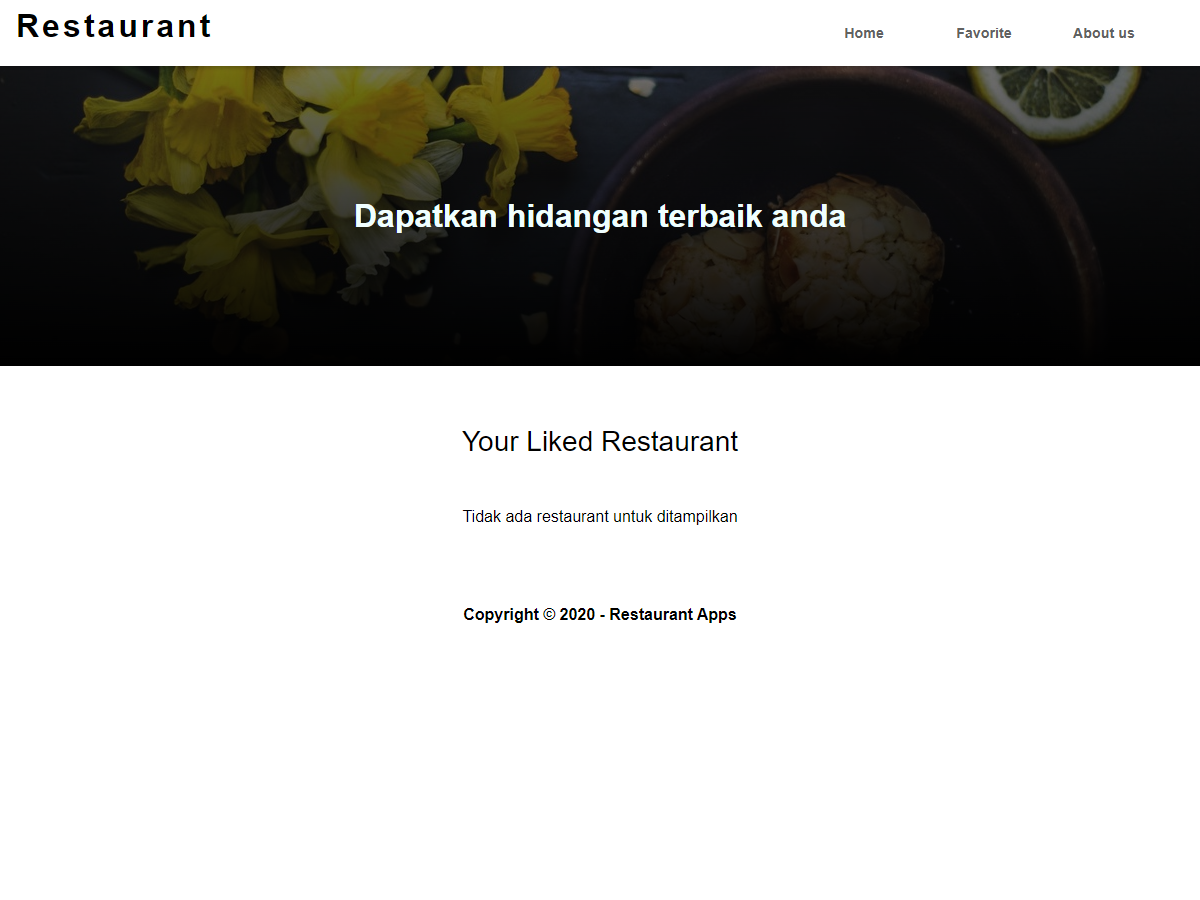 Restaurant
Home Favorite About us
Dapatkan hidangan terbaik anda
Your Liked Restaurant
Tidak ada restaurant untuk ditampilkan
Copyright © 2020 - Restaurant Apps